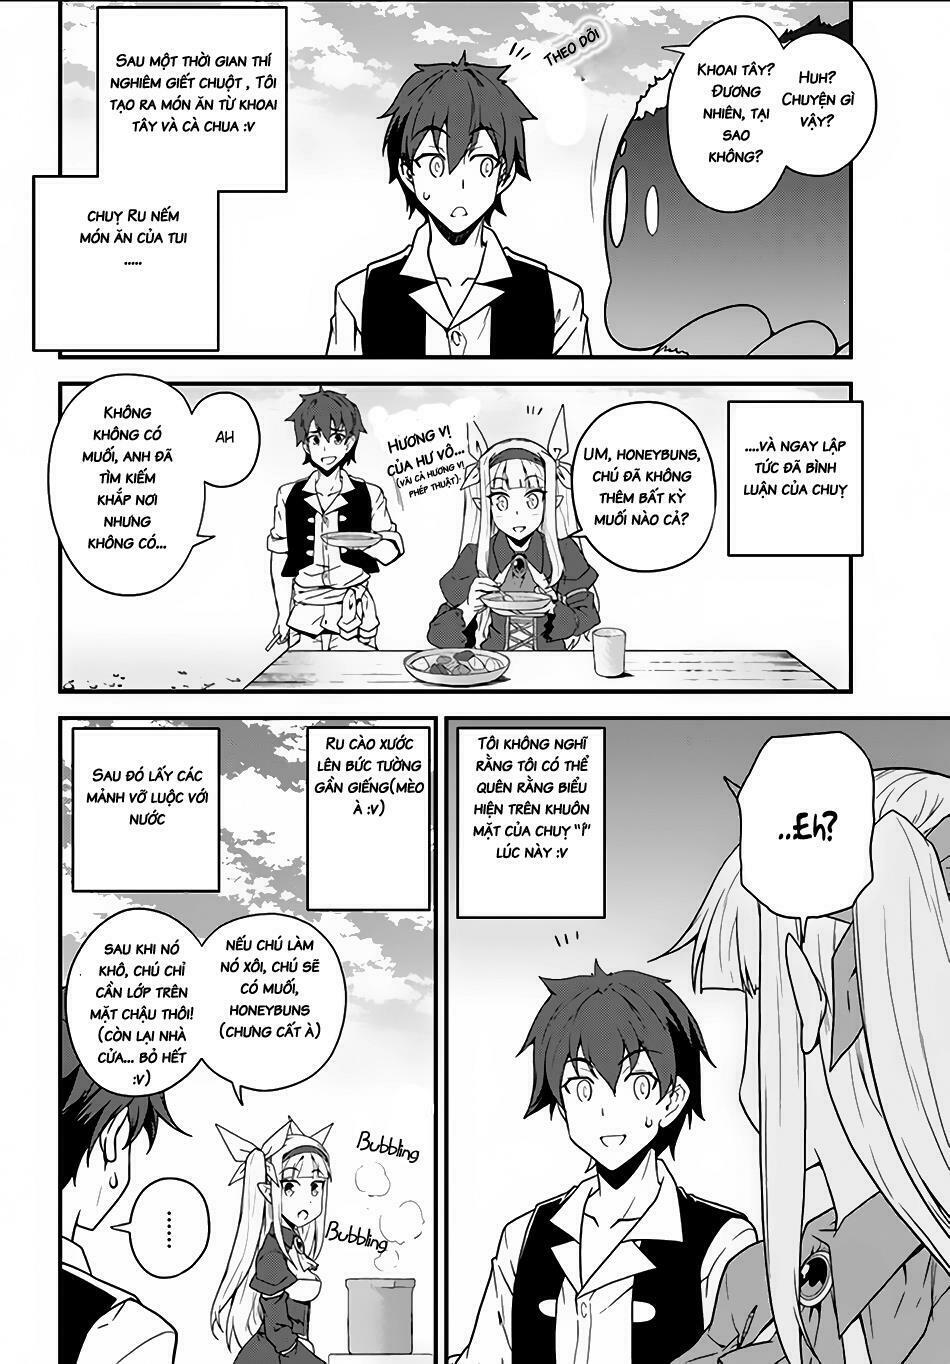 HUH?
CHUYỆN GÌ
VẬY?
KHOAI TÂY?
ĐƯƠNG
NHIÊN, TẠI
SAO
KHÔNG?
THEO DÕI
SAU MỘT THỜI GIAN THÍ
NGHIÊM GIẾT CHUỘT , TÔI
TẠO RA MÓN ĂN TỪ KHOAI
TÂY VÀ CÀ CHUA :V
CHUỴ RU NẾM
MÓN ĂN CỦA TUI
.....
....VÀ NGAY LẬP
TỨC ĐÃ BÌNH
LUẬN CỦA CHUỴ
UM, HONEYBUNS,
CHÚ ĐÃ KHÔNG
THÊM BẤT KỲ
MUỐI NÀO CẢ?
HƯƠNG VỊ
CỦA HƯ VÔ...
(VÀI CẢ HƯƠNG VỊ
PHÉP THUẬT)
AH
KHÔNG
KHÔNG CÓ
MUỐI, ANH ĐÃ
TÌM KIẾM
KHẮP NƠI
NHƯNG
KHÔNG CÓ...
..Eh?
TÔI KHÔNG NGHĨ
RẰNG TÔI CÓ THỂ
QUÊN RẰNG BIỂU
HIỆN TRÊN KHUÔN
MẶT CỦA CHUỴ "Í"
LÚC NÀY :V
RU CÀO XƯỚC
LÊN BỨC TƯỜNG
GẦN GIẾNG(MÈO
À :V)
SAU ĐÓ LẤY CÁC
MẢNH VỠ LUỘC VỚI
NƯỚC
NẾU CHÚ LÀM
NÓ XÔI, CHÚ SẼ
CÓ MUỐI,
HONEYBUNS
(CHƯNG CẤT À)
SAU KHI NÓ
KHÔ, CHÚ CHỈ
CẦN LỚP TRÊN
MẶT CHẬU THÔI!
(CÒN LẠI NHÀ
CỬA... BỎ HẾT
:V)
Bubbling
Bubbling
......